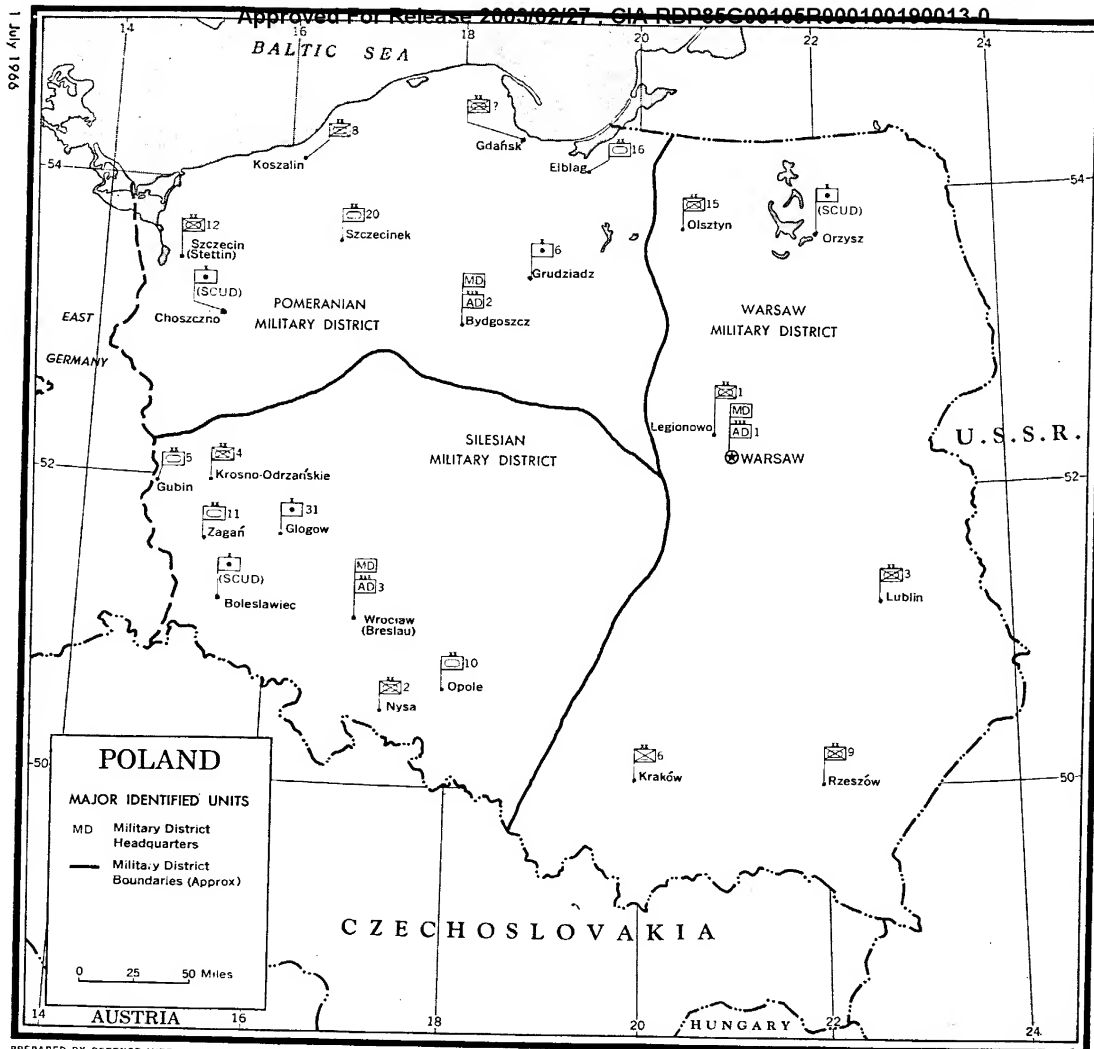 Approved For Release 2003/02/27 : CIA-RDP85G00105R000100190013-0
1 July 1966
14
18
20
24
BALTIC SEA
16
22
?
Gdańsk
8
Koszalin
16
Elblag
54
54
12
Szczecin
(Stettin)
20
Szczecinek
15
Olsztyn
(SCUD)
Orzysz
6
Grudziadz
(SCUD)
Choszczno
MD
AD 2
Bydgoszcz
POMERANIAN
MILITARY DISTRICT
WARSAW
MILITARY DISTRICT
EAST
GERMANY
1
Legionowo
MD
AD 1
WARSAW
U.S.S.R.
SILESIAN
MILITARY DISTRICT
52
52
5
Gubin
4
Krosno-Odrzańskie
11
Zagań
31
Glogow
(SCUD)
Boleslawiec
MD
AD 3
Wrocław
(Breslau)
3
Lublin
10
Opole
2
Nysa
6
Kraków
9
Rzeszów
50
50
POLAND
MAJOR IDENTIFIED UNITS
MD Military District
Headquarters
Military District
Boundaries (Approx)
0 25 50 Miles
CZECHOSLOVAKIA
AUSTRIA
HUNGARY
14
16
18
20
22
24